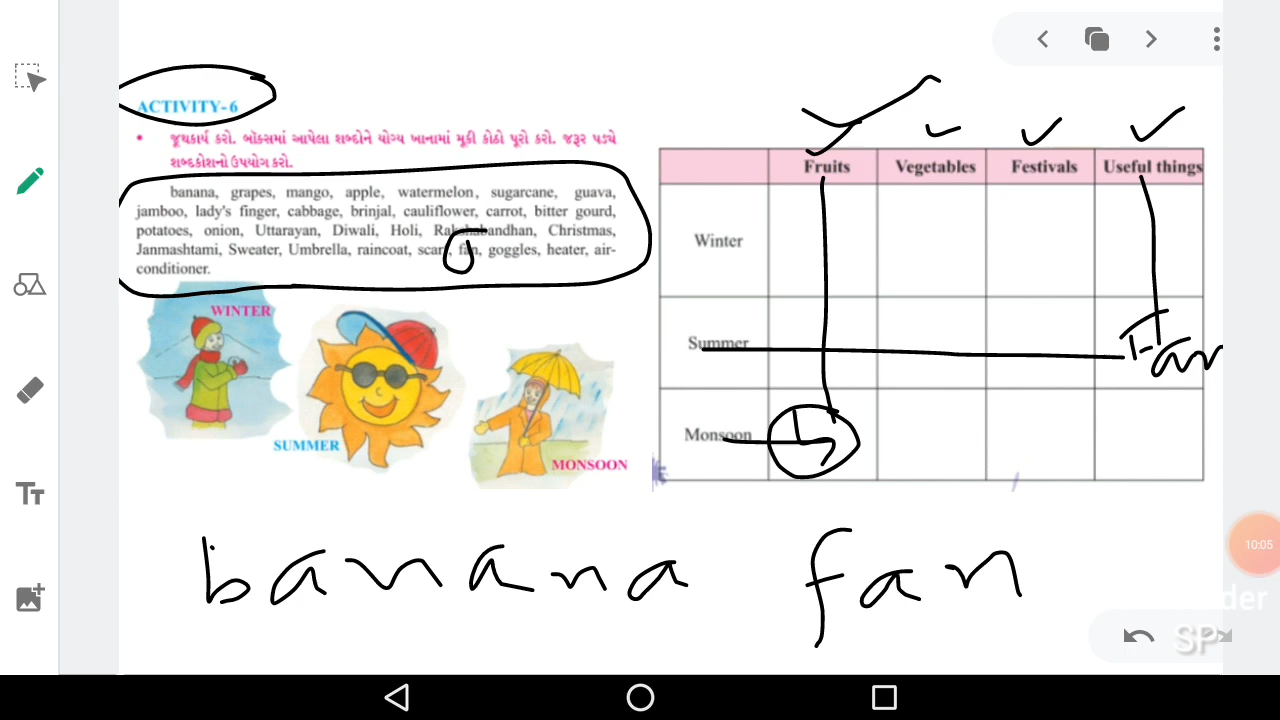 ACTIVITY-6
• જૂથકાર્ય કરો. બૉક્સમાં આપેલા શબ્દોને યોગ્ય ખાનામાં મૂકી કોઠો પૂરો કરો. જરૂર પડ્યે
શબ્દકોશનો ઉપયોગ કરો.
banana, grapes, mango, apple, watermelon, sugarcane, guava,
jamboo, lady's finger, cabbage, brinjal, cauliflower, carrot, bitter gourd,
potatoes, onion, Uttarayan, Diwali, Holi, Rakshabandhan, Christmas,
Janmashtami, Sweater, Umbrella, raincoat, scarf, fan, goggles, heater, air-
conditioner.
WINTER
SUMMER
MONSOON
Fruits Vegetables Festivals Useful things
Winter
Summer Fan
Monsoon
banana fan
10:05